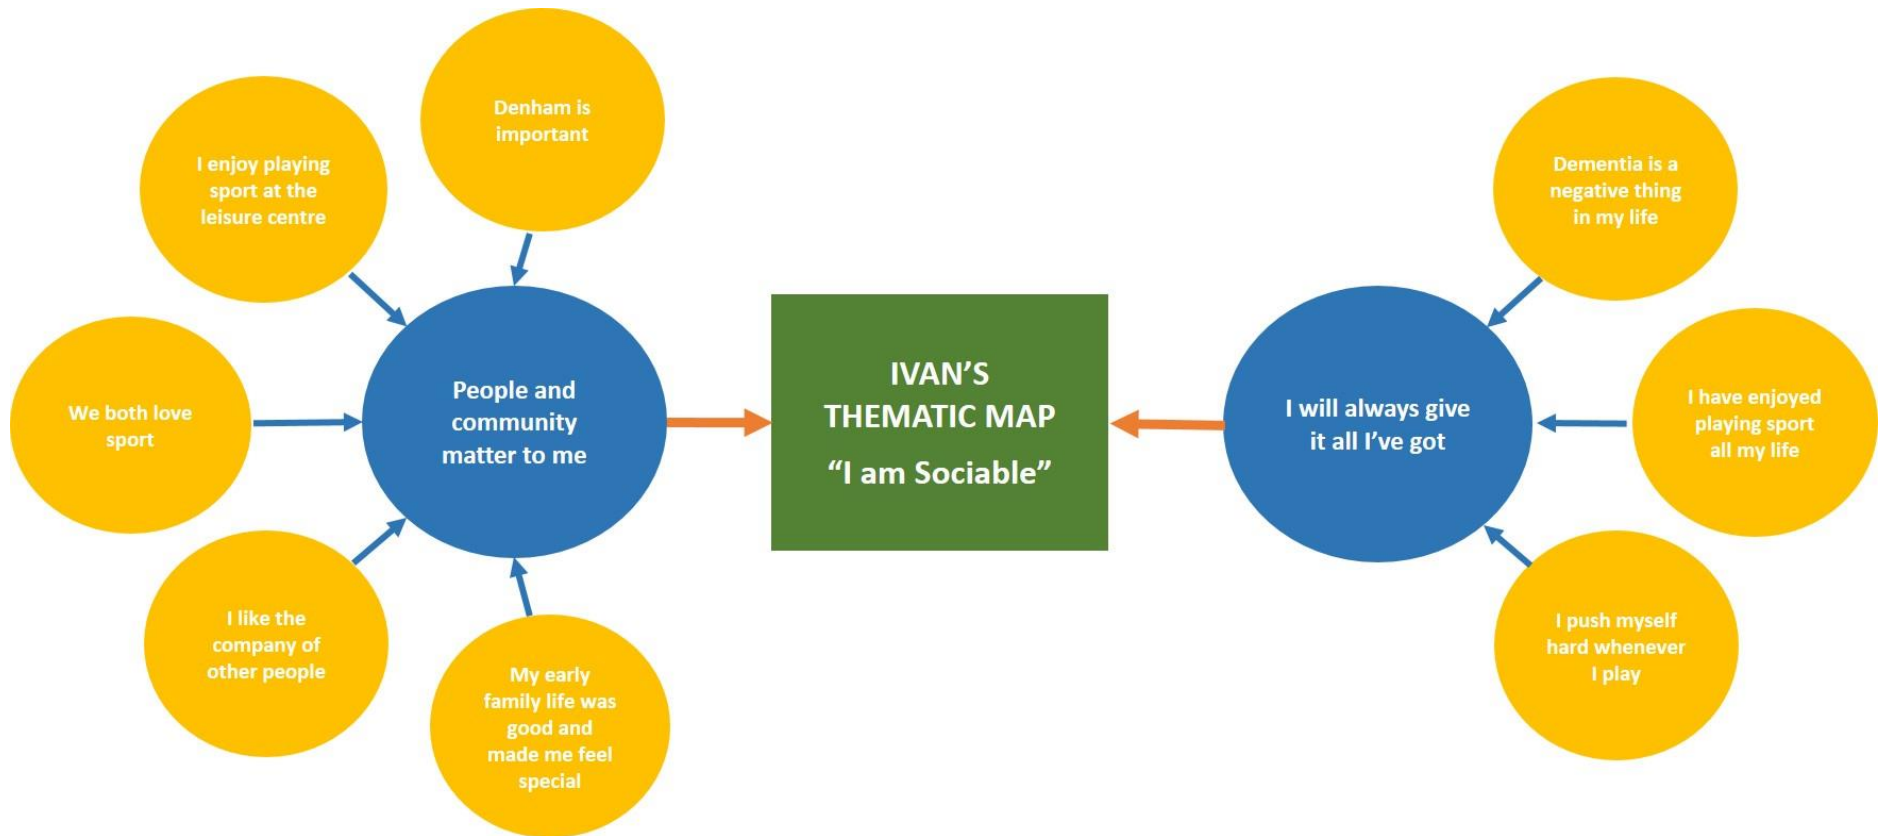 Denham is
important
I enjoy playing
sport at the
leisure centre
We both love
sport
I like the
company of
other people
My early
family life was
good and
made me feel
special
People and
community
matter to me
IVAN’S
THEMATIC MAP
“I am Sociable”
I will always give
it all I’ve got
Dementia is a
negative thing
in my life
I have enjoyed
playing sport
all my life
I push myself
hard whenever
I play